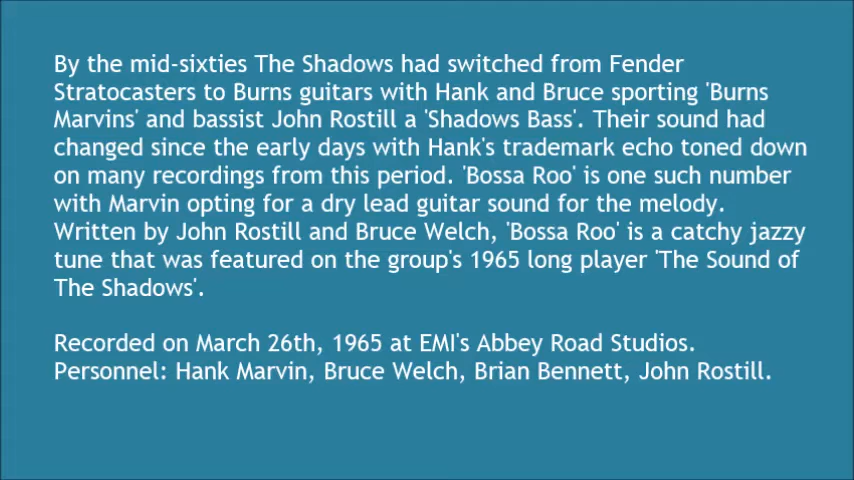 By the mid-sixties The Shadows had switched from Fender
Stratocasters to Burns guitars with Hank and Bruce sporting 'Burns
Marvins' and bassist John Rostill a 'Shadows Bass'. Their sound had
changed since the early days with Hank's trademark echo toned down
on many recordings from this period. 'Bossa Roo' is one such number
with Marvin opting for a dry lead guitar sound for the melody.
Written by John Rostill and Bruce Welch, 'Bossa Roo' is a catchy jazzy
tune that was featured on the group's 1965 long player 'The Sound of
The Shadows'.
Recorded on March 26th, 1965 at EMI's Abbey Road Studios.
Personnel: Hank Marvin, Bruce Welch, Brian Bennett, John Rostill.